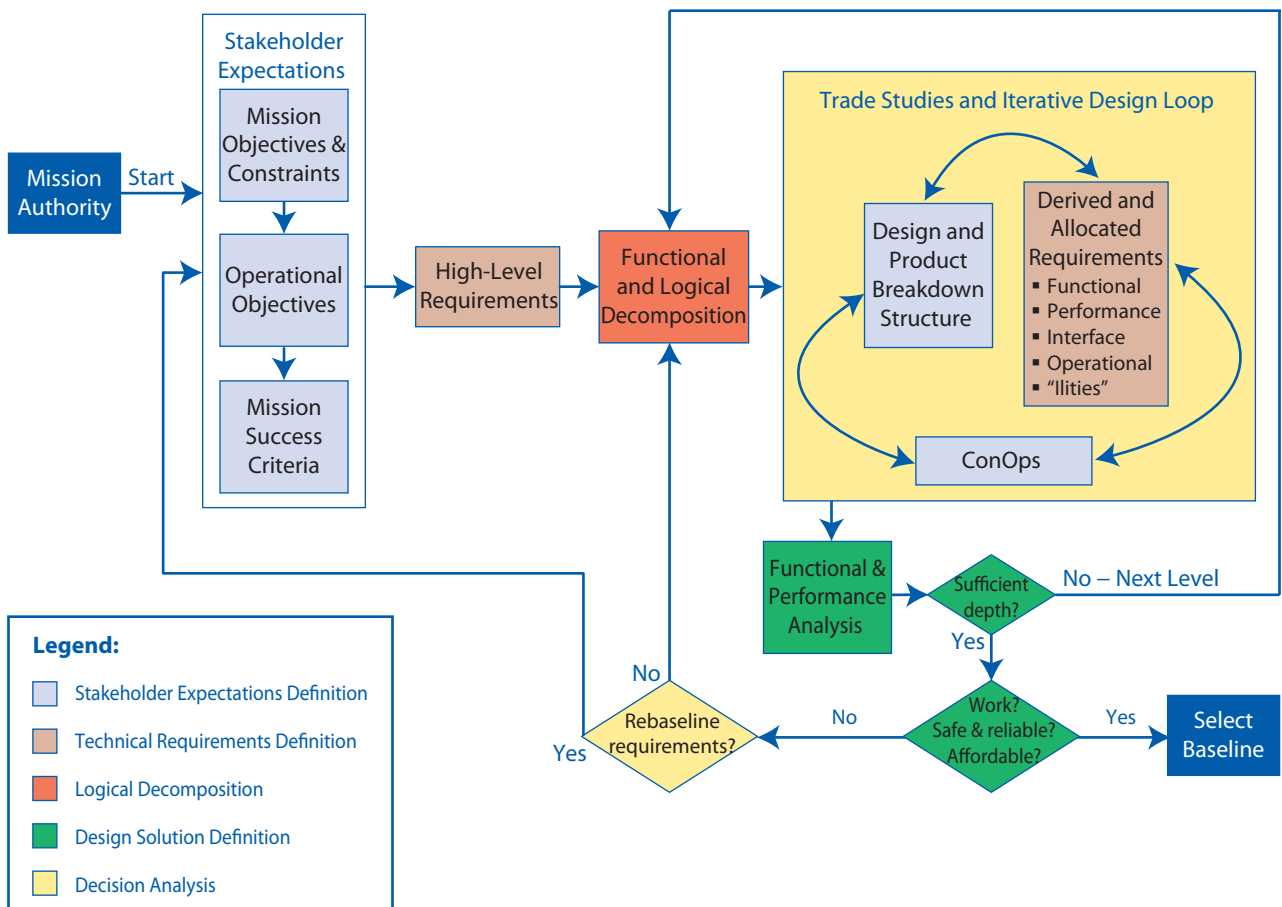 Stakeholder
Expectations
Mission
Objectives &
Constraints
Mission
Authority
Start
Operational
Objectives
Mission
Success
Criteria
High-Level
Requirements
Functional
and Logical
Decomposition
Trade Studies and Iterative Design Loop
Design and
Product
Breakdown
Structure
Derived and
Allocated
Requirements
▪ Functional
▪ Performance
▪ Interface
▪ Operational
▪ “Ilities”
ConOps
Functional &
Performance
Analysis
Sufficient
depth?
No – Next Level
Yes
Work?
Safe & reliable?
Affordable?
Yes
Select
Baseline
No
Rebaseline
requirements?
No
Yes
Legend:
Stakeholder Expectations Definition
Technical Requirements Definition
Logical Decomposition
Design Solution Definition
Decision Analysis